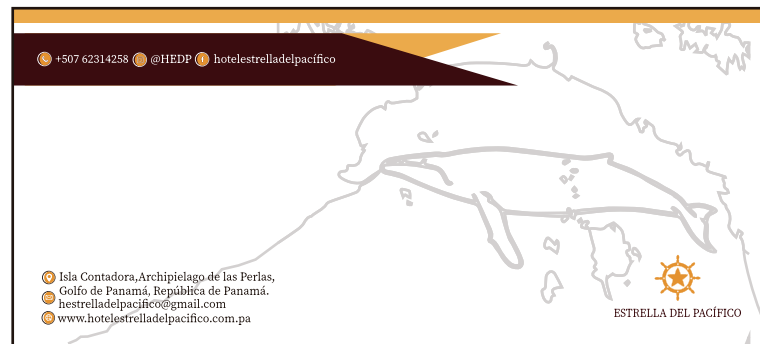 +507 62314258 @HEDP hotelestrelladelpacífico
Isla Contadora,Archipielago de las Perlas,
Golfo de Panamá, República de Panamá.
hestrelladelpacifico@gmail.com
www.hotelestrelladelpacifico.com.pa
ESTRELLA DEL PACÍFICO